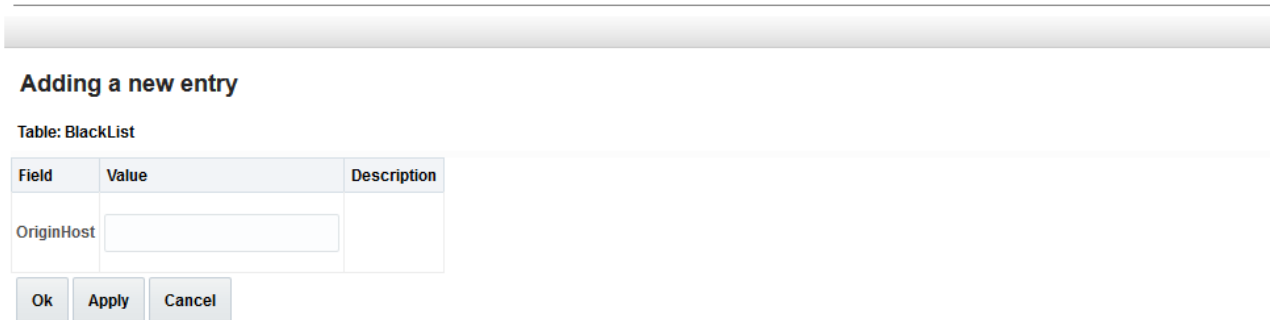 Adding a new entry
Table: BlackList
Field Value Description
OriginHost
Ok Apply Cancel